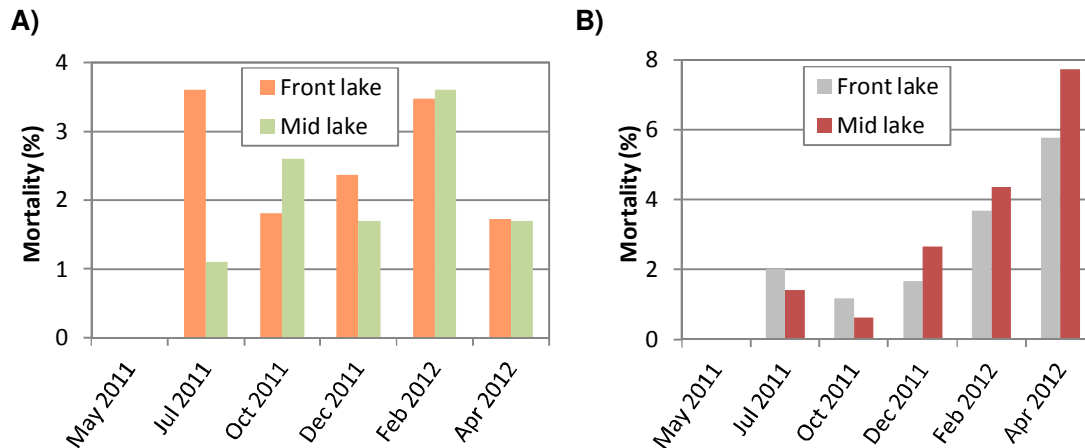 A)
Mortality (%)
4
3
2
1
0
Front lake
Mid lake
May 2011
Jul 2011
Oct 2011
Dec 2011
Feb 2012
Apr 2012
B)
Mortality (%)
8
6
4
2
0
Front lake
Mid lake
May 2011
Jul 2011
Oct 2011
Dec 2011
Feb 2012
Apr 2012